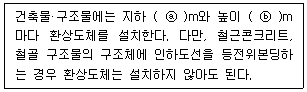 건축물·구조물에는 지하 ( ⓐ )m와 높이 ( ⓑ )m
마다 환상도체를 설치한다. 다만, 철근콘크리트,
철골 구조물의 구조체에 인하도선을 등전위본딩하
는 경우 환상도체는 설치하지 않아도 된다.